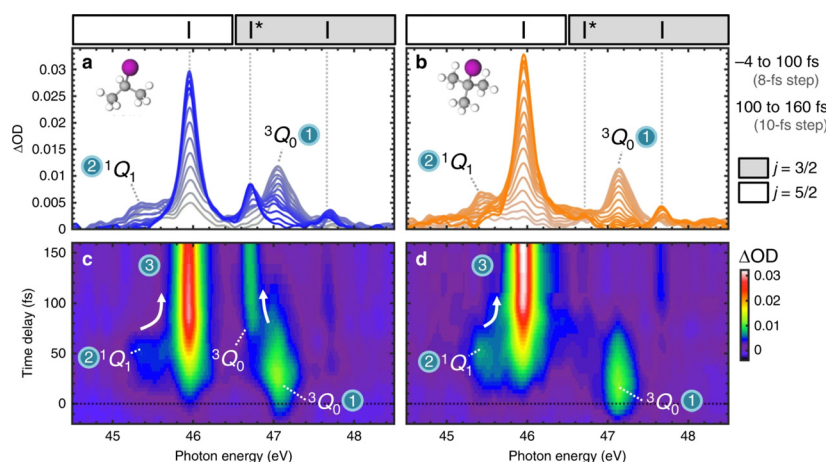 *
*
a
b
–4 to 100 fs
(8-fs step)
100 to 160 fs
(10-fs step)
j = 3/2
j = 5/2
ΔOD
0.03
0.025
0.02
0.015
0.01
0.005
0
2 ¹Q₁
³Q₀ 1
2 ¹Q₁
³Q₀ 1
c
d
Time delay (fs)
150
100
50
0
3
2 ¹Q₁
³Q₀
³Q₀ 1
3
2 ¹Q₁
³Q₀ 1
ΔOD
0.03
0.02
0.01
0
45 46 47 48
45 46 47 48
Photon energy (eV)
Photon energy (eV)